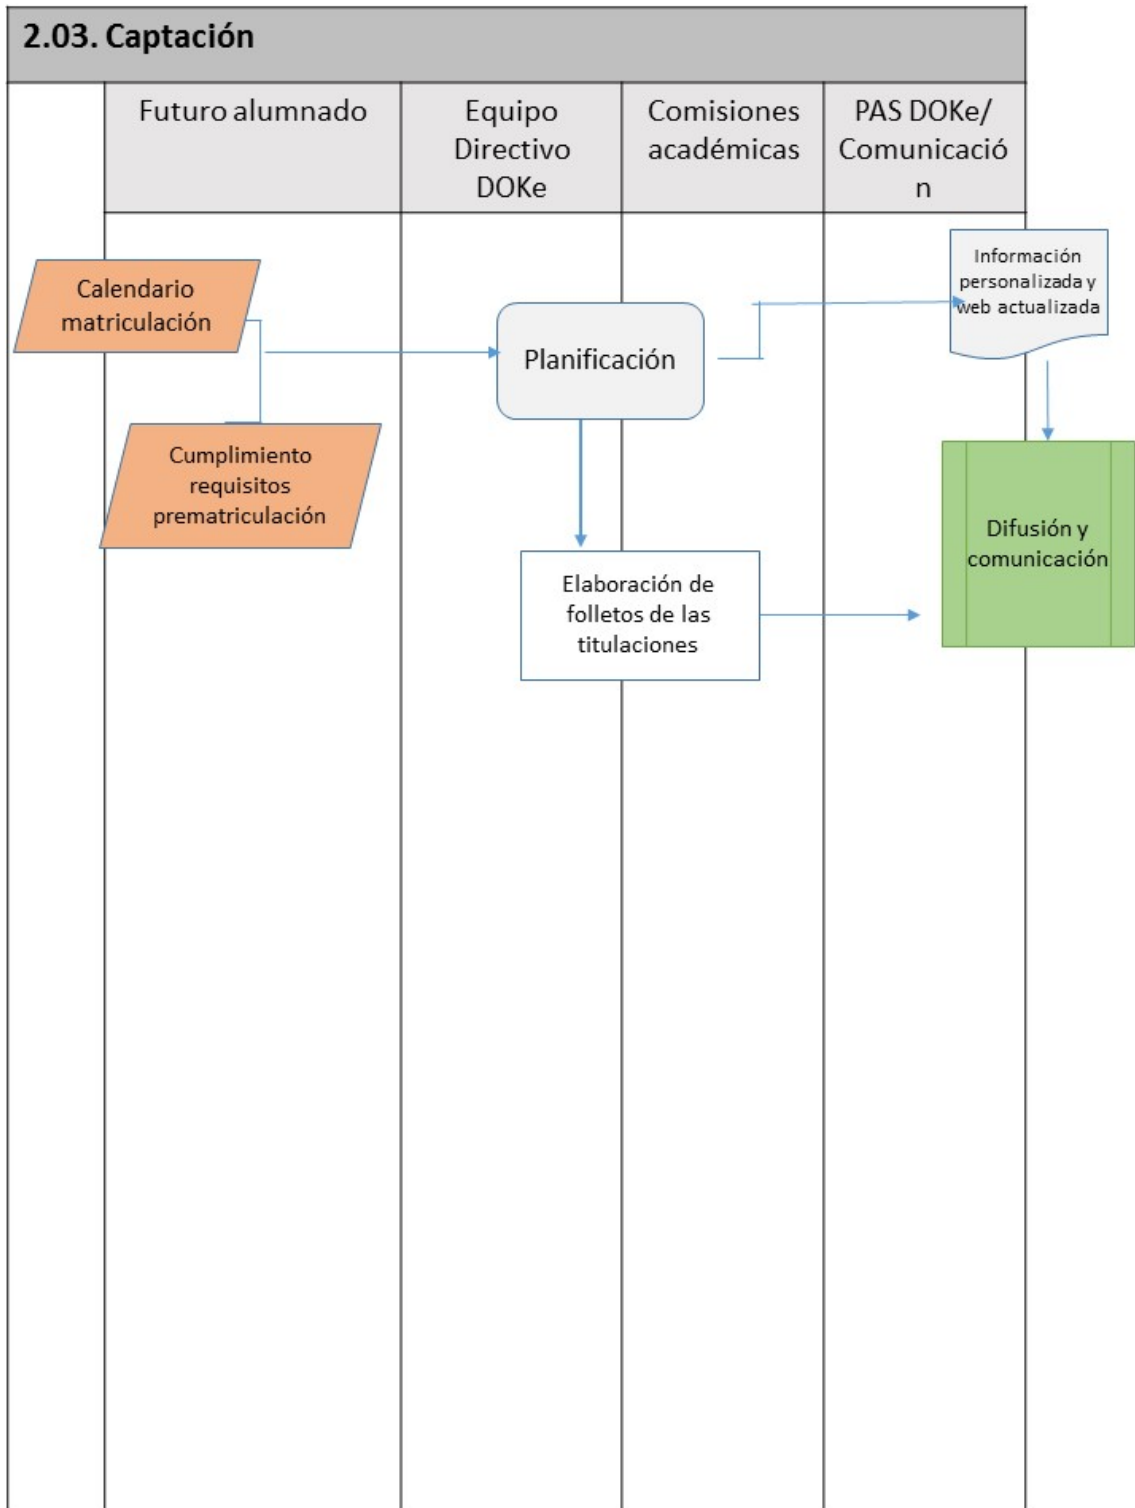 2.03. Captación
Futuro alumnado
Equipo
Directivo
DOKe
Comisiones
académicas
PAS DOKe/
Comunicació
n
Calendario
matriculación
Cumplimiento
requisitos
prematriculación
Planificación
Información
personalizada y
web actualizada
Elaboración de
folletos de las
titulaciones
Difusión y
comunicación